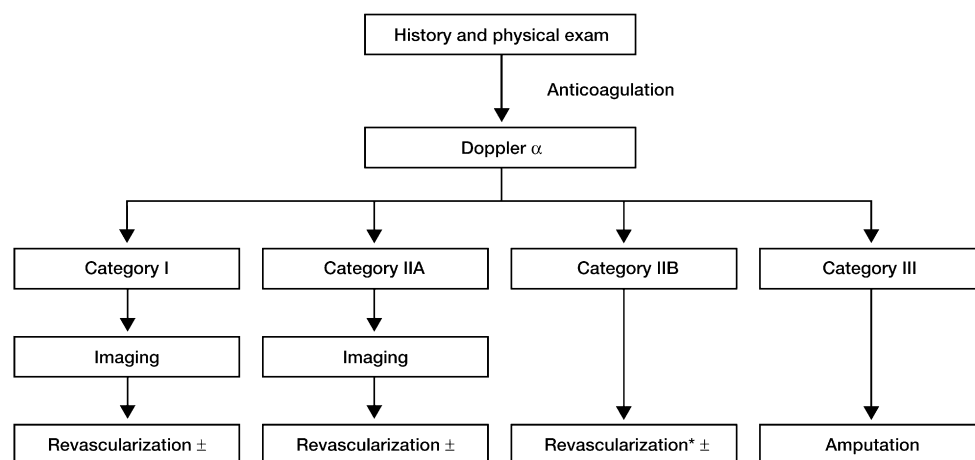 History and physical exam
Anticoagulation
Doppler α
Category I
Category IIA
Category IIB
Category III
Imaging
Imaging
Revascularization ±
Revascularization ±
Revascularization* ±
Amputation